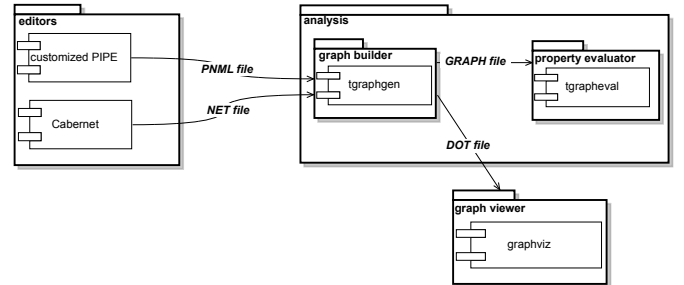 editors
customized PIPE
Cabernet
PNML file
NET file
analysis
graph builder
tgraphgen
GRAPH file
property evaluator
tgrapheval
DOT file
graph viewer
graphviz